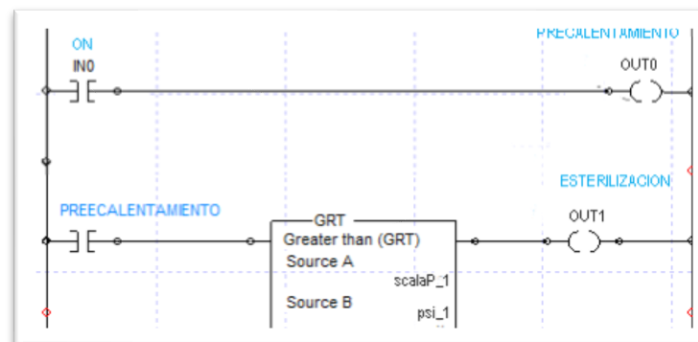 PRECALENTAMIENTO
ON
IN0
OUT0
ESTERILIZACION
PREECALENTAMIENTO
OUT1
GRT
Greater than (GRT)
Source A
scalaP_1
Source B
psi_1